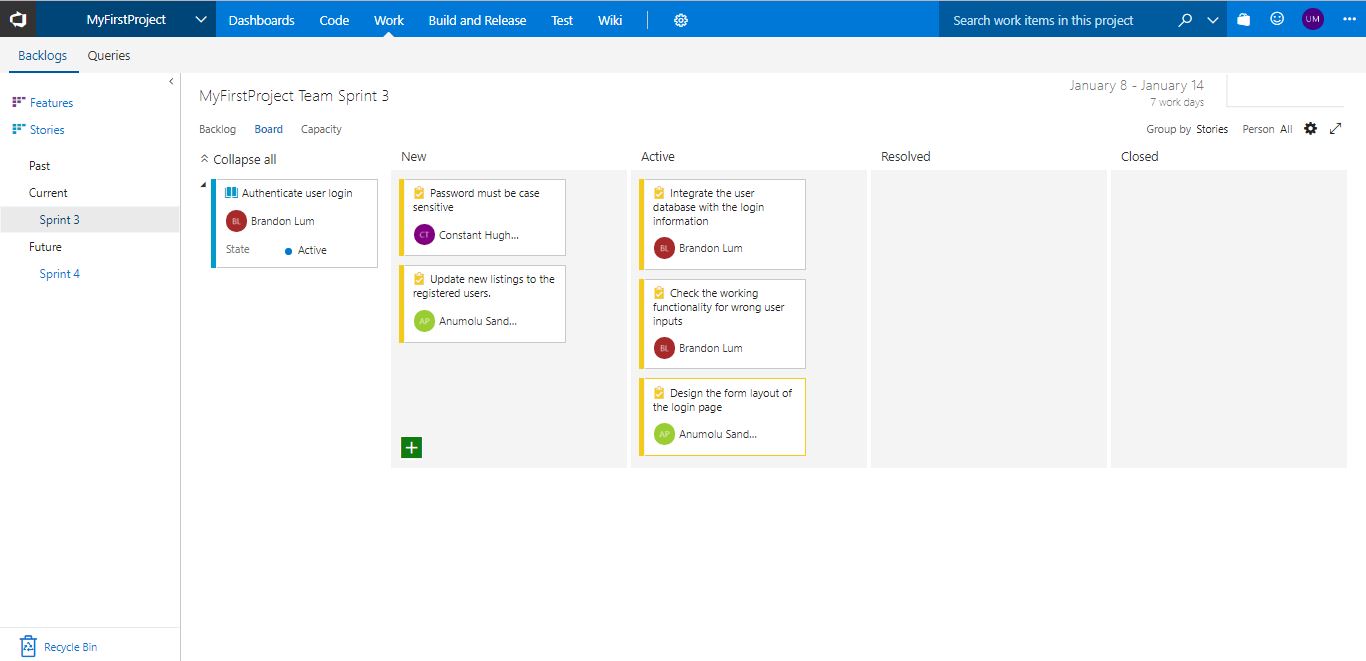 MyFirstProject
Dashboards Code Work Build and Release Test Wiki
Search work items in this project
UM
Backlogs Queries
Features
Stories
Past
Current
Sprint 3
Future
Sprint 4
Recycle Bin
MyFirstProject Team Sprint 3
January 8 - January 14
7 work days
Backlog Board Capacity
Group by Stories Person All
Collapse all
New
Active
Resolved
Closed
Authenticate user login
BL Brandon Lum
State Active
Password must be case
sensitive
CT Constant Hugh...
Update new listings to the
registered users.
AP Anumolu Sand...
Integrate the user
database with the login
information
BL Brandon Lum
Check the working
functionality for wrong user
inputs
BL Brandon Lum
Design the form layout of
the login page
AP Anumolu Sand...